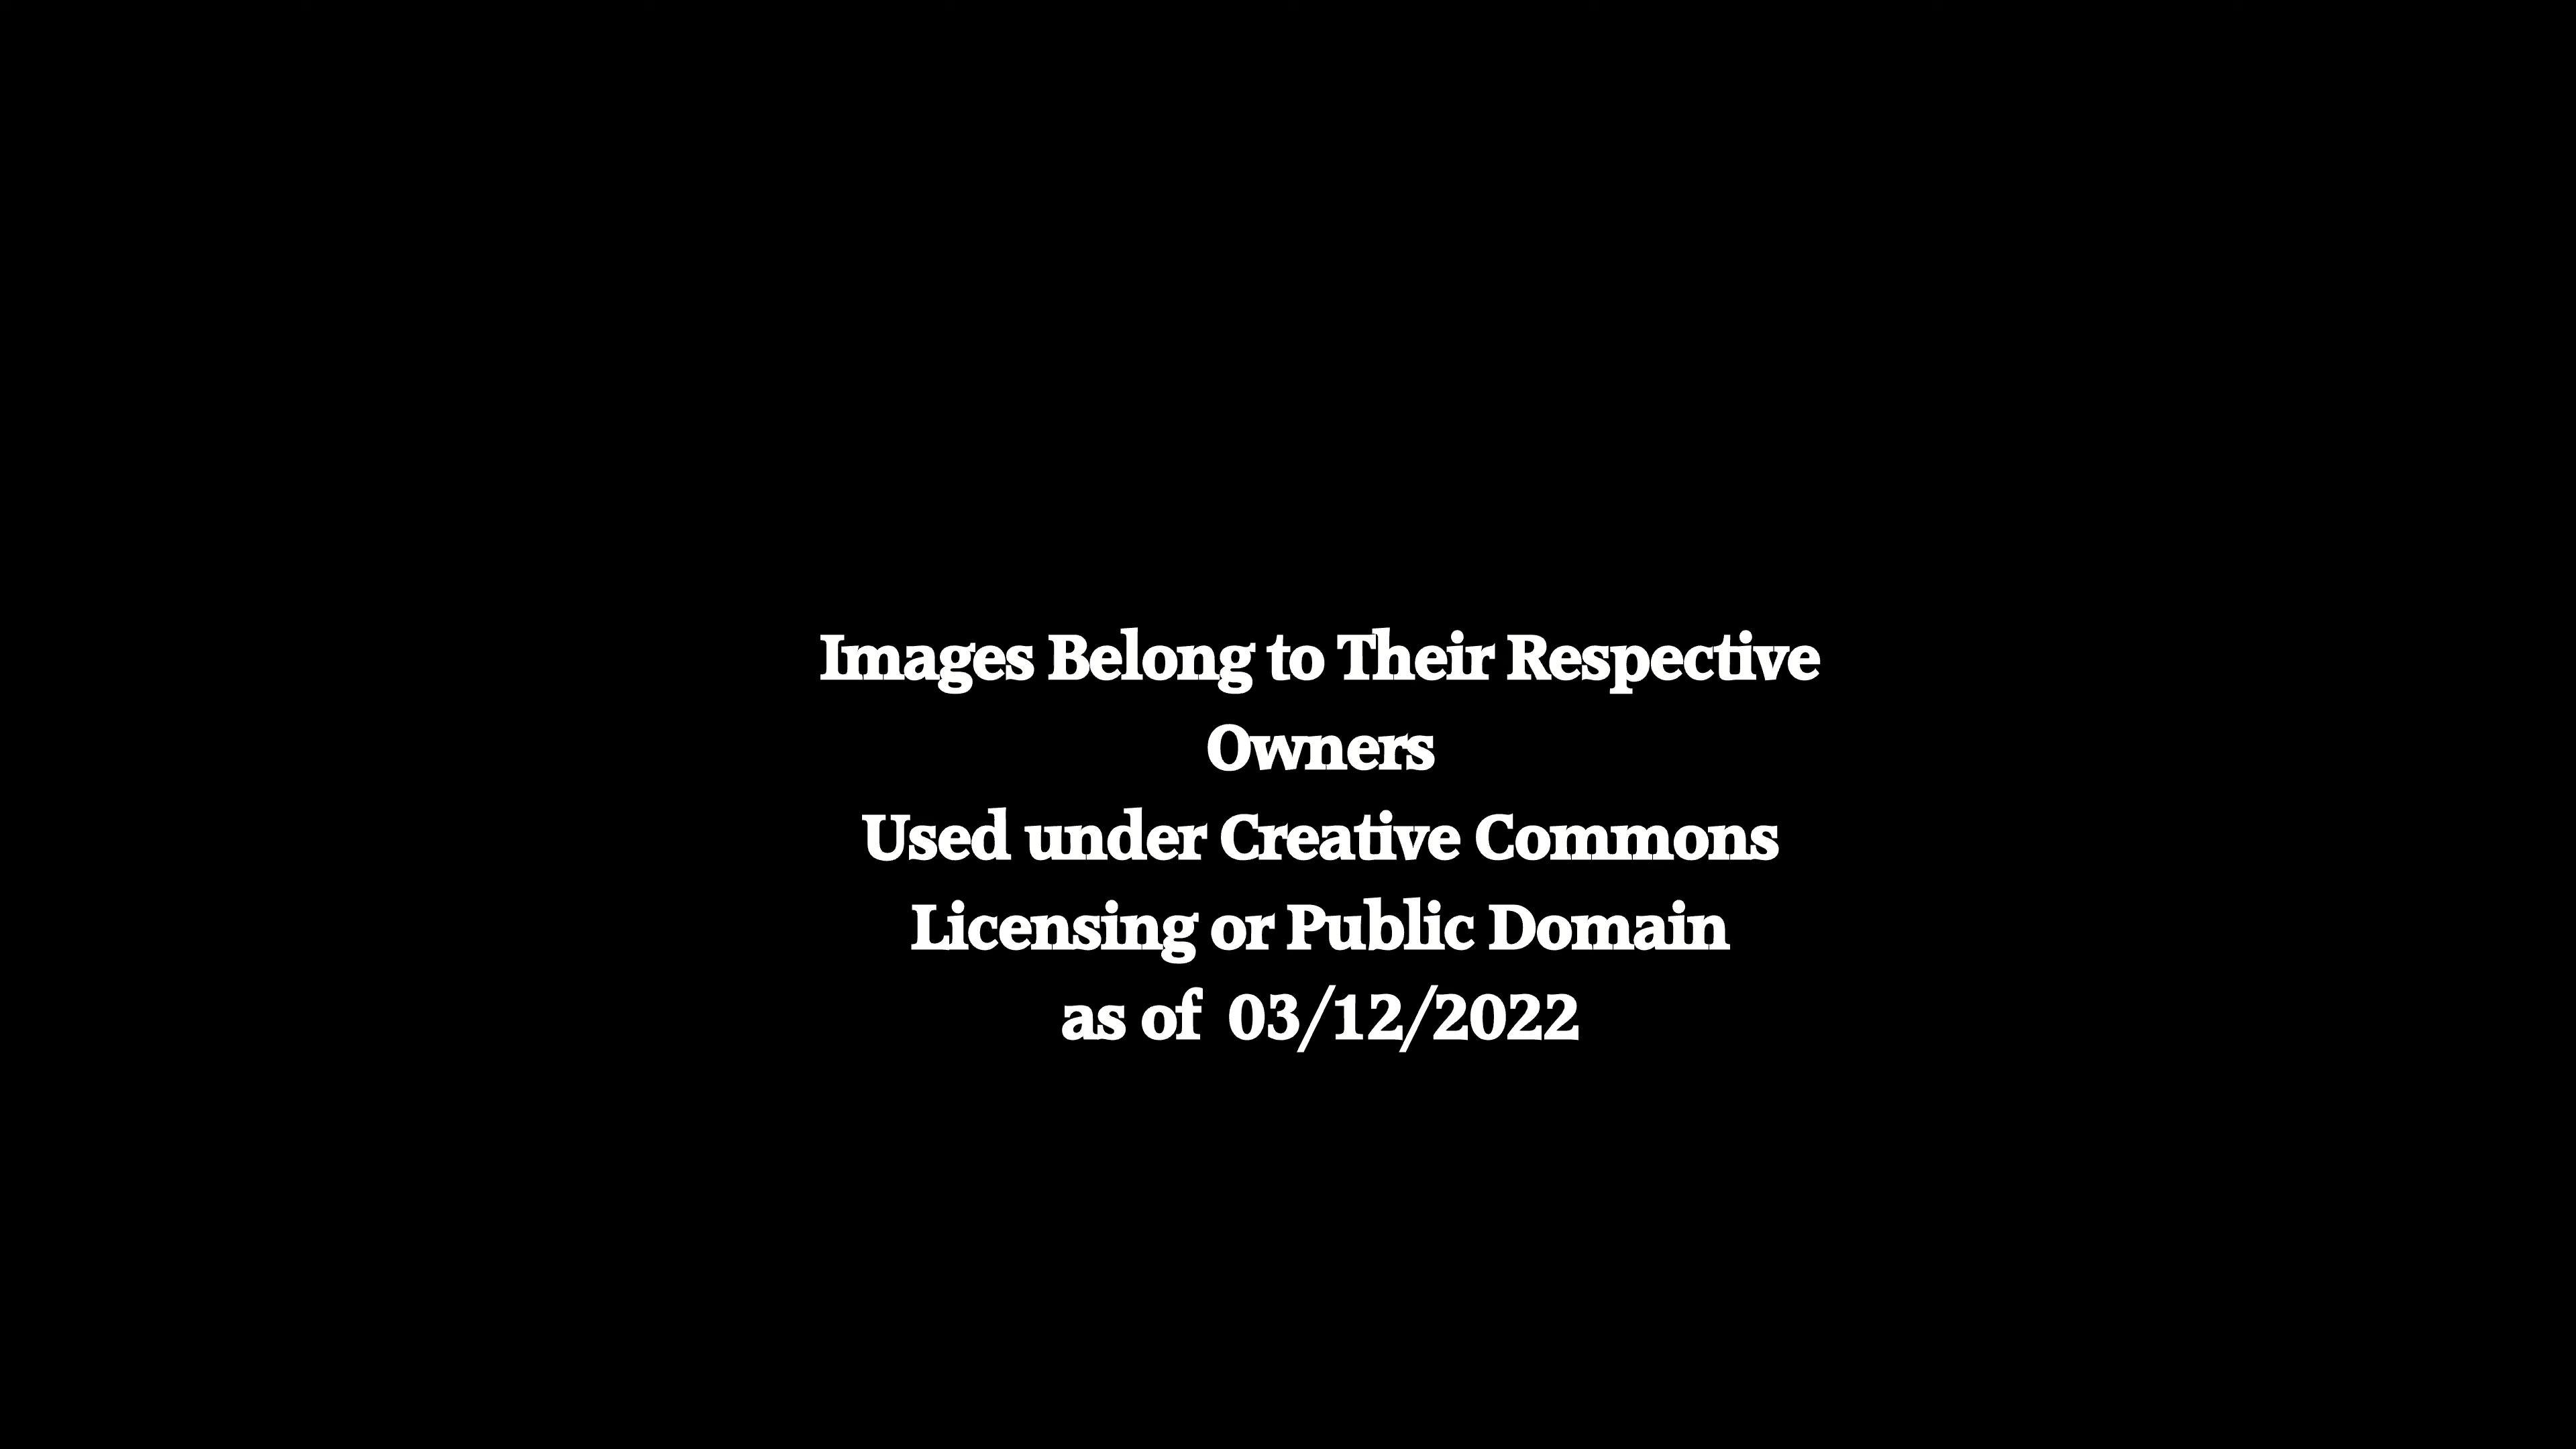 Images Belong to Their Respective
Owners
Used under Creative Commons
Licensing or Public Domain
as of  03/12/2022